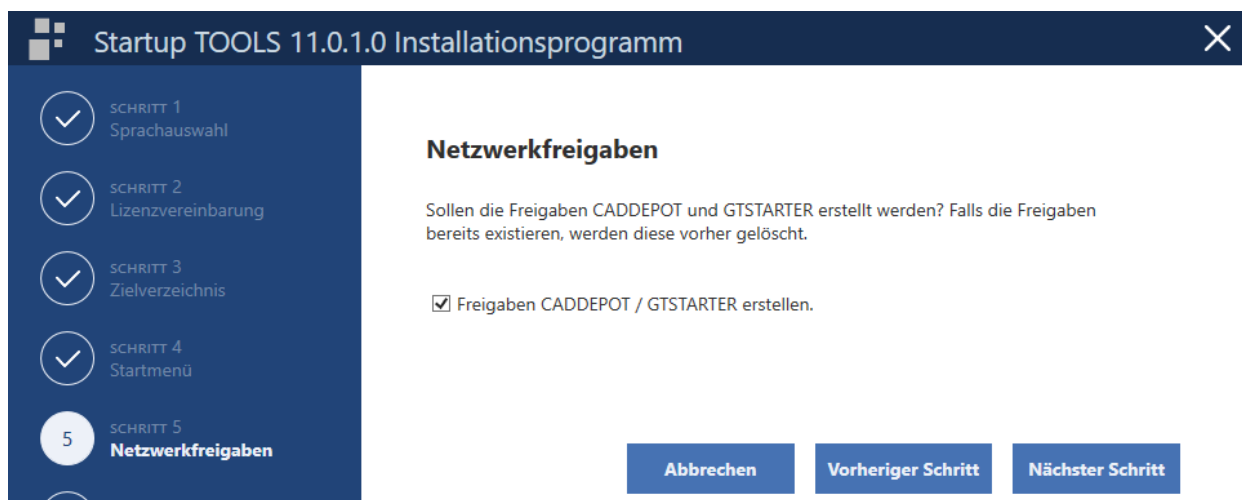 Startup TOOLS 11.0.1.0 Installationsprogramm
SCHRITT 1
Sprachauswahl
SCHRITT 2
Lizenzvereinbarung
SCHRITT 3
Zielverzeichnis
SCHRITT 4
Startmenü
5
SCHRITT 5
Netzwerkfreigaben
Netzwerkfreigaben
Sollen die Freigaben CADDEPOT und GTSTARTER erstellt werden? Falls die Freigaben
bereits existieren, werden diese vorher gelöscht.
Freigaben CADDEPOT / GTSTARTER erstellen.
Abbrechen
Vorheriger Schritt
Nächster Schritt